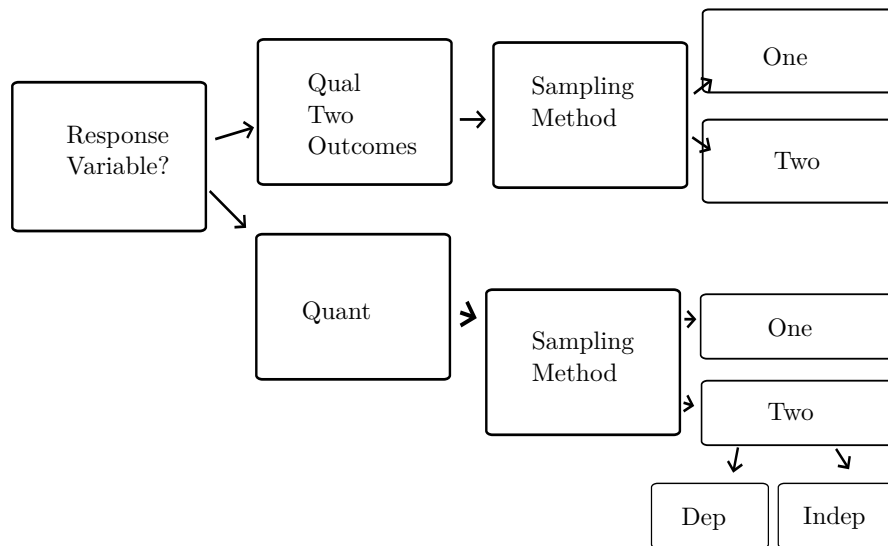 Response
Variable?
Qual
Two
Outcomes
Sampling
Method
One
Two
Quant
Sampling
Method
One
Two
Dep
Indep